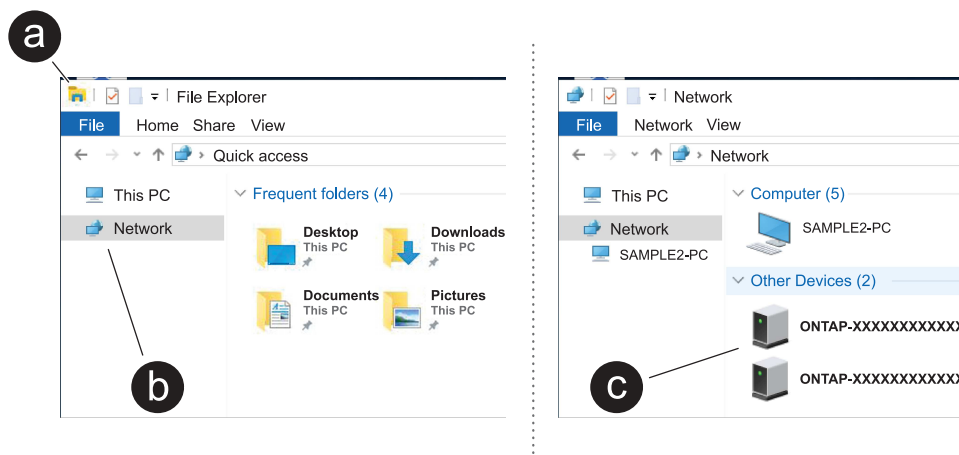 a
File Explorer
File Home Share View
Quick access
This PC
Network
Frequent folders (4)
Desktop
This PC
Downloads
This PC
Documents
This PC
Pictures
This PC
b
Network
File Network View
Network
This PC
Network
SAMPLE2-PC
Computer (5)
SAMPLE2-PC
Other Devices (2)
ONTAP-XXXXXXXXXXXX
ONTAP-XXXXXXXXXXXX
c